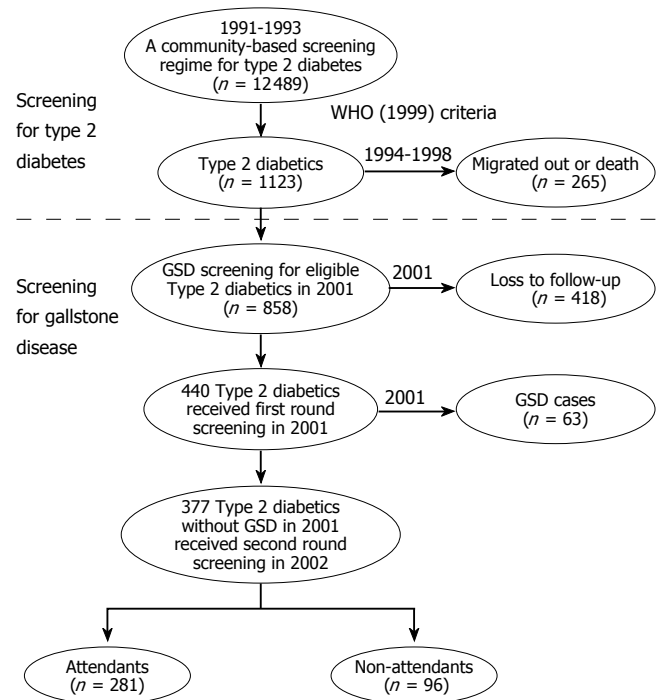 1991-1993
A community-based screening
regime for type 2 diabetes
(n = 12489)
Screening
for type 2
diabetes
WHO (1999) criteria
Type 2 diabetics
(n = 1123)
1994-1998
Migrated out or death
(n = 265)
Screening
for gallstone
disease
GSD screening for eligible
Type 2 diabetics in 2001
(n = 858)
2001
Loss to follow-up
(n = 418)
440 Type 2 diabetics
received first round
screening in 2001
2001
GSD cases
(n = 63)
377 Type 2 diabetics
without GSD in 2001
received second round
screening in 2002
Attendants
(n = 281)
Non-attendants
(n = 96)